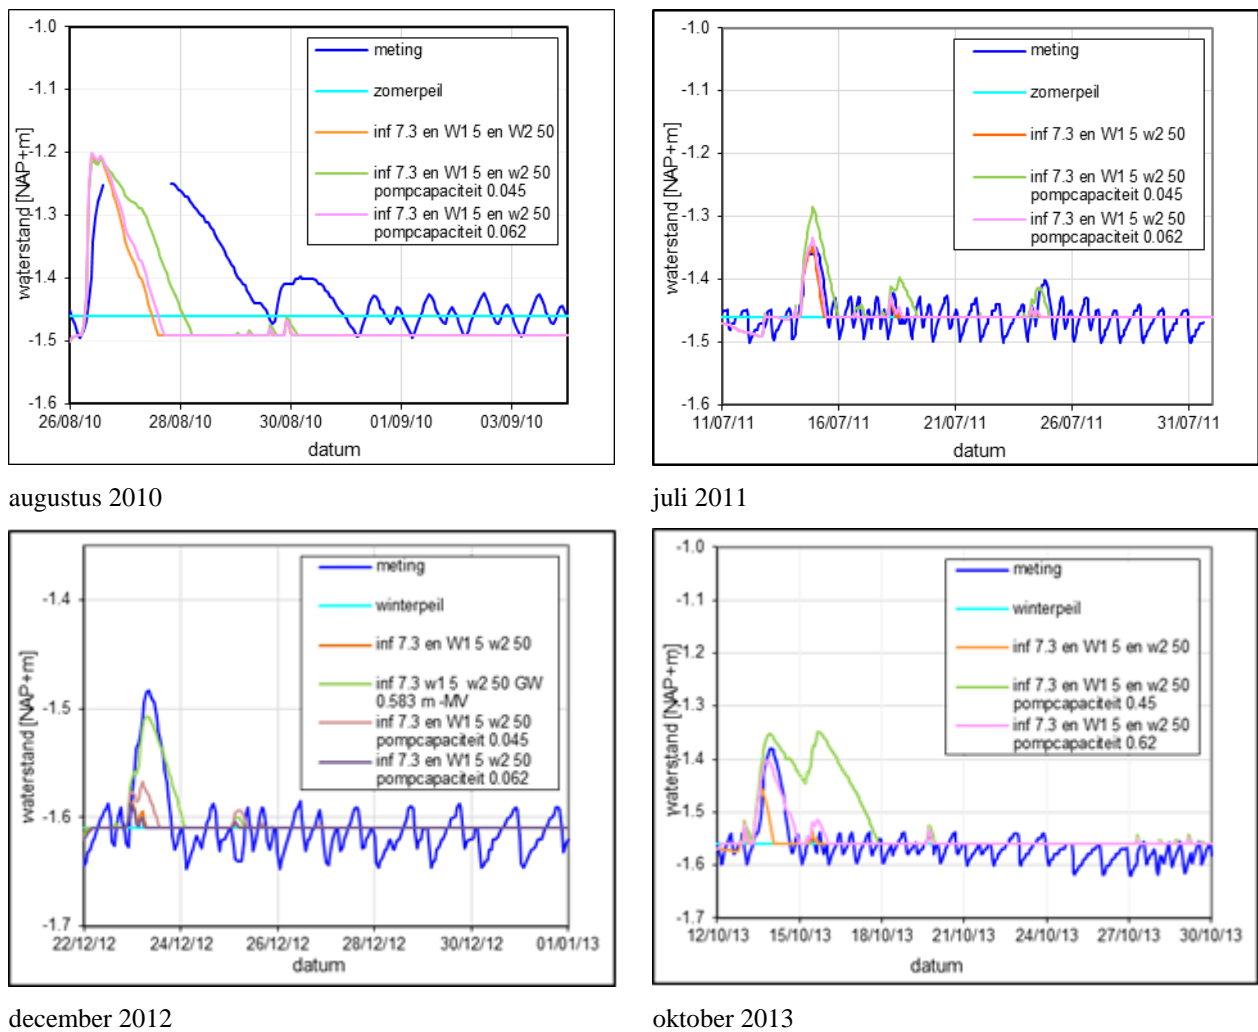 -1.0
-1.1
-1.2
-1.3
-1.4
-1.5
-1.6
waterstand [NAP+m]
meting
zomerpeil
inf 7.3 en W1 5 en W2 50
inf 7.3 en W1 5 en w2 50
pompcapaciteit 0.045
inf 7.3 en W1 5 en w2 50
pompcapaciteit 0.062
26/08/10 28/08/10 30/08/10 01/09/10 03/09/10
datum
augustus 2010
-1.0
-1.1
-1.2
-1.3
-1.4
-1.5
-1.6
waterstand [NAP+m]
meting
zomerpeil
inf 7.3 en W1 5 w2 50
inf 7.3 en W1 5 w2 50
pompcapaciteit 0.045
inf 7.3 en W1 5 w2 50
pompcapaciteit 0.062
11/07/11 16/07/11 21/07/11 26/07/11 31/07/11
datum
juli 2011
-1.4
-1.5
-1.6
-1.7
waterstand [NAP+m]
meting
winterpeil
inf 7.3 en W1 5 w2 50
inf 7.3 w1 5 w2 50 GW
0.583 m -MV
inf 7.3 en W1 5 w2 50
pompcapaciteit 0.045
inf 7.3 en W1 5 w2 50
pompcapaciteit 0.062
22/12/12 24/12/12 26/12/12 28/12/12 30/12/12 01/01/13
datum
december 2012
-1.0
-1.1
-1.2
-1.3
-1.4
-1.5
-1.6
-1.7
waterstand [NAP+m]
meting
winterpeil
inf 7.3 en W1 5 en w2 50
inf 7.3 en W1 5 en w2 50
pompcapaciteit 0.45
inf 7.3 en W1 5 en w2 50
pompcapaciteit 0.62
12/10/13 15/10/13 18/10/13 21/10/13 24/10/13 27/10/13 30/10/13
datum
oktober 2013